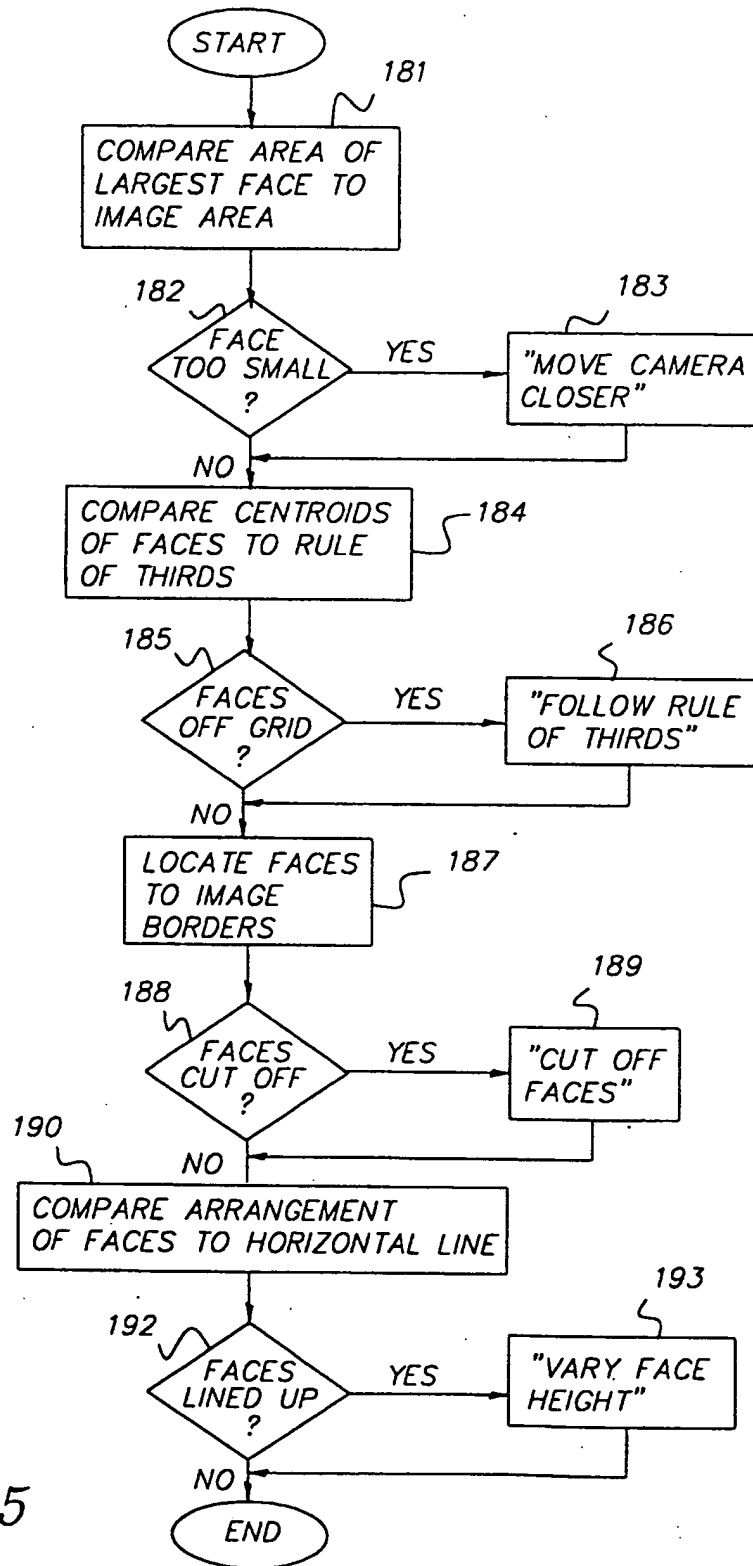 START
181
COMPARE AREA OF
LARGEST FACE TO
IMAGE AREA
182
FACE
TOO SMALL
?
YES
183
"MOVE CAMERA
CLOSER"
NO
COMPARE CENTROIDS
OF FACES TO RULE
OF THIRDS
184
185
FACES
OFF GRID
?
YES
186
"FOLLOW RULE
OF THIRDS"
NO
LOCATE FACES
TO IMAGE
BORDERS
187
188
FACES
CUT OFF
?
YES
189
"CUT OFF
FACES"
NO
190
COMPARE ARRANGEMENT
OF FACES TO HORIZONTAL LINE
192
FACES
LINED UP
?
YES
193
"VARY FACE
HEIGHT"
NO
END
5